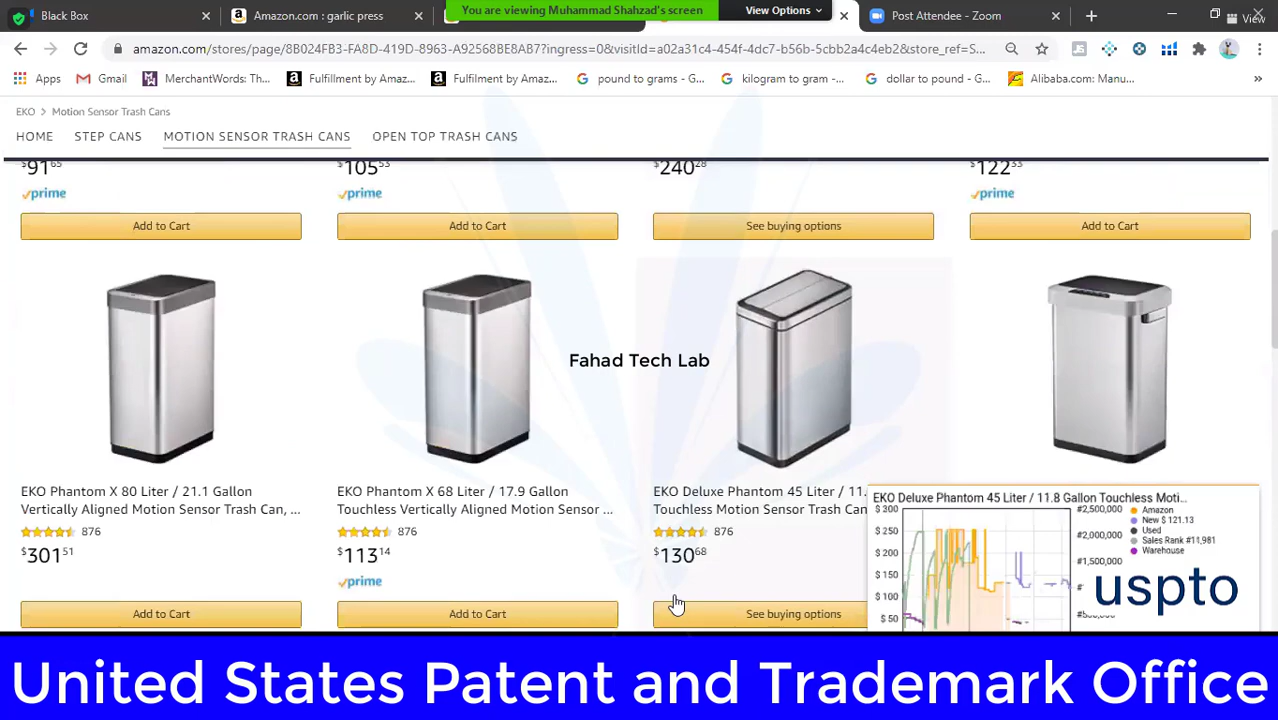 Black Box
Amazon.com : garlic press
You are viewing Muhammad Shahzad's screen
View Options
Post Attendee - Zoom
View
amazon.com/stores/page/8B024FB3-FA8D-419D-8963-A92568BE8AB7?ingress=0&visitId=a02a31c4-454f-4dc7-b56b-5cbb2a4c4eb2&store_ref=S...
Apps
Gmail
MerchantWords: Th...
Fulfillment by Amaz...
Fulfilment by Amaz...
pound to grams - G...
kilogram to gram -...
dollar to pound - G...
Alibaba.com: Manu...
EKO > Motion Sensor Trash Cans
HOME
STEP CANS
MOTION SENSOR TRASH CANS
OPEN TOP TRASH CANS
$91 65
$105 53
$240 28
$122 33
prime
prime
prime
Add to Cart
Add to Cart
See buying options
Add to Cart
Fahad Tech Lab
EKO Phantom X 80 Liter / 21.1 Gallon
Vertically Aligned Motion Sensor Trash Can, ...
876
$301 51
Add to Cart
EKO Phantom X 68 Liter / 17.9 Gallon
Touchless Vertically Aligned Motion Sensor ...
876
$113 14
prime
Add to Cart
EKO Deluxe Phantom 45 Liter / 11.
Touchless Motion Sensor Trash Can
876
$130 68
See buying options
EKO Deluxe Phantom 45 Liter / 11.8 Gallon Touchless Moti...
$ 300
$ 250
$ 200
$ 150
$ 100
$ 50
Amazon
New $ 121.13
Used
Sales Rank #11,981
Warehouse
#2,500,000
#2,000,000
#1,500,000
uspto
United States Patent and Trademark Office